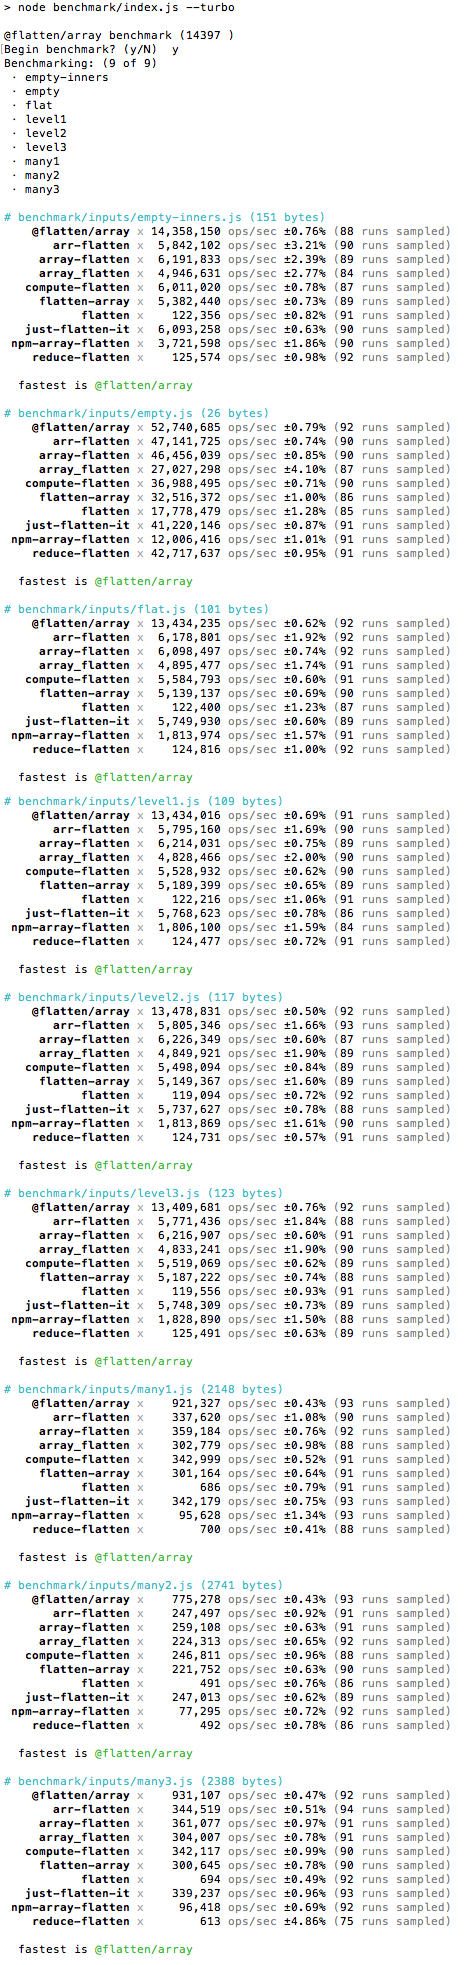 > node benchmark/index.js --turbo
@flatten/array benchmark (14397 )
Begin benchmark? (y/N)  y
Benchmarking: (9 of 9)
· empty-inners
· empty
· flat
· level1
· level2
· level3
· many1
· many2
· many3
# benchmark/inputs/empty-inners.js (151 bytes)
@flatten/array x 14,358,150 ops/sec ±0.76% (88 runs sampled)
arr-flatten x 5,842,102 ops/sec ±3.21% (90 runs sampled)
array-flatten x 6,191,833 ops/sec ±2.39% (89 runs sampled)
array_flatten x 4,946,631 ops/sec ±2.77% (84 runs sampled)
compute-flatten x 6,011,020 ops/sec ±0.78% (87 runs sampled)
flatten-array x 5,382,440 ops/sec ±0.73% (89 runs sampled)
flatten x 122,356 ops/sec ±0.82% (91 runs sampled)
just-flatten-it x 6,093,258 ops/sec ±0.63% (90 runs sampled)
npm-array-flatten x 3,721,598 ops/sec ±1.86% (90 runs sampled)
reduce-flatten x 125,574 ops/sec ±0.98% (92 runs sampled)
fastest is @flatten/array
# benchmark/inputs/empty.js (26 bytes)
@flatten/array x 52,740,685 ops/sec ±0.79% (92 runs sampled)
arr-flatten x 47,141,725 ops/sec ±0.74% (90 runs sampled)
array-flatten x 46,456,039 ops/sec ±0.85% (90 runs sampled)
array_flatten x 27,027,298 ops/sec ±4.10% (87 runs sampled)
compute-flatten x 36,988,495 ops/sec ±0.71% (90 runs sampled)
flatten-array x 32,516,372 ops/sec ±1.00% (86 runs sampled)
flatten x 17,778,479 ops/sec ±1.28% (85 runs sampled)
just-flatten-it x 41,220,146 ops/sec ±0.87% (91 runs sampled)
npm-array-flatten x 12,006,416 ops/sec ±1.01% (91 runs sampled)
reduce-flatten x 42,717,637 ops/sec ±0.95% (91 runs sampled)
fastest is @flatten/array
# benchmark/inputs/flat.js (101 bytes)
@flatten/array x 13,434,235 ops/sec ±0.62% (92 runs sampled)
arr-flatten x 6,178,801 ops/sec ±1.92% (92 runs sampled)
array-flatten x 6,098,497 ops/sec ±0.74% (92 runs sampled)
array_flatten x 4,895,477 ops/sec ±1.74% (91 runs sampled)
compute-flatten x 5,584,793 ops/sec ±0.60% (91 runs sampled)
flatten-array x 5,139,137 ops/sec ±0.69% (90 runs sampled)
flatten x 122,400 ops/sec ±1.23% (87 runs sampled)
just-flatten-it x 5,749,930 ops/sec ±0.60% (89 runs sampled)
npm-array-flatten x 1,813,974 ops/sec ±1.57% (91 runs sampled)
reduce-flatten x 124,816 ops/sec ±1.00% (92 runs sampled)
fastest is @flatten/array
# benchmark/inputs/level1.js (109 bytes)
@flatten/array x 13,434,016 ops/sec ±0.69% (91 runs sampled)
arr-flatten x 5,795,160 ops/sec ±1.69% (90 runs sampled)
array-flatten x 6,214,031 ops/sec ±0.75% (89 runs sampled)
array_flatten x 4,828,466 ops/sec ±2.00% (89 runs sampled)
compute-flatten x 5,528,932 ops/sec ±0.62% (90 runs sampled)
flatten-array x 5,189,399 ops/sec ±0.65% (89 runs sampled)
flatten x 122,216 ops/sec ±1.06% (91 runs sampled)
just-flatten-it x 5,768,623 ops/sec ±0.78% (86 runs sampled)
npm-array-flatten x 1,806,100 ops/sec ±1.59% (84 runs sampled)
reduce-flatten x 124,477 ops/sec ±0.72% (91 runs sampled)
fastest is @flatten/array
# benchmark/inputs/level2.js (117 bytes)
@flatten/array x 13,478,831 ops/sec ±0.50% (92 runs sampled)
arr-flatten x 5,805,346 ops/sec ±1.66% (93 runs sampled)
array-flatten x 6,226,349 ops/sec ±0.60% (87 runs sampled)
array_flatten x 4,849,921 ops/sec ±1.90% (89 runs sampled)
compute-flatten x 5,498,094 ops/sec ±0.84% (89 runs sampled)
flatten-array x 5,149,367 ops/sec ±1.60% (89 runs sampled)
flatten x 119,094 ops/sec ±0.72% (92 runs sampled)
just-flatten-it x 5,737,627 ops/sec ±0.78% (88 runs sampled)
npm-array-flatten x 1,813,869 ops/sec ±1.61% (90 runs sampled)
reduce-flatten x 124,731 ops/sec ±0.57% (91 runs sampled)
fastest is @flatten/array
# benchmark/inputs/level3.js (123 bytes)
@flatten/array x 13,409,681 ops/sec ±0.76% (92 runs sampled)
arr-flatten x 5,771,436 ops/sec ±1.84% (88 runs sampled)
array-flatten x 6,216,907 ops/sec ±0.60% (91 runs sampled)
array_flatten x 4,833,241 ops/sec ±1.90% (90 runs sampled)
compute-flatten x 5,519,069 ops/sec ±0.62% (89 runs sampled)
flatten-array x 5,187,222 ops/sec ±0.74% (88 runs sampled)
flatten x 119,556 ops/sec ±0.93% (91 runs sampled)
just-flatten-it x 5,748,309 ops/sec ±0.73% (89 runs sampled)
npm-array-flatten x 1,828,890 ops/sec ±1.50% (88 runs sampled)
reduce-flatten x 125,491 ops/sec ±0.63% (89 runs sampled)
fastest is @flatten/array
# benchmark/inputs/many1.js (2148 bytes)
@flatten/array x 921,327 ops/sec ±0.43% (93 runs sampled)
arr-flatten x 337,620 ops/sec ±1.08% (90 runs sampled)
array-flatten x 359,184 ops/sec ±0.76% (92 runs sampled)
array_flatten x 302,779 ops/sec ±0.98% (88 runs sampled)
compute-flatten x 342,999 ops/sec ±0.52% (91 runs sampled)
flatten-array x 301,164 ops/sec ±0.64% (91 runs sampled)
flatten x 686 ops/sec ±0.79% (91 runs sampled)
just-flatten-it x 342,179 ops/sec ±0.75% (93 runs sampled)
npm-array-flatten x 95,628 ops/sec ±1.34% (93 runs sampled)
reduce-flatten x 700 ops/sec ±0.41% (88 runs sampled)
fastest is @flatten/array
# benchmark/inputs/many2.js (2741 bytes)
@flatten/array x 775,278 ops/sec ±0.43% (93 runs sampled)
arr-flatten x 247,497 ops/sec ±0.92% (91 runs sampled)
array-flatten x 259,108 ops/sec ±0.63% (91 runs sampled)
array_flatten x 224,313 ops/sec ±0.65% (92 runs sampled)
compute-flatten x 246,811 ops/sec ±0.96% (88 runs sampled)
flatten-array x 221,752 ops/sec ±0.63% (90 runs sampled)
flatten x 491 ops/sec ±0.76% (86 runs sampled)
just-flatten-it x 247,013 ops/sec ±0.62% (89 runs sampled)
npm-array-flatten x 77,295 ops/sec ±0.72% (92 runs sampled)
reduce-flatten x 492 ops/sec ±0.78% (86 runs sampled)
fastest is @flatten/array
# benchmark/inputs/many3.js (2388 bytes)
@flatten/array x 931,107 ops/sec ±0.47% (92 runs sampled)
arr-flatten x 344,519 ops/sec ±0.51% (94 runs sampled)
array-flatten x 361,077 ops/sec ±0.97% (91 runs sampled)
array_flatten x 304,007 ops/sec ±0.78% (91 runs sampled)
compute-flatten x 342,117 ops/sec ±0.99% (90 runs sampled)
flatten-array x 300,645 ops/sec ±0.78% (90 runs sampled)
flatten x 694 ops/sec ±0.49% (92 runs sampled)
just-flatten-it x 339,237 ops/sec ±0.96% (93 runs sampled)
npm-array-flatten x 96,418 ops/sec ±0.69% (92 runs sampled)
reduce-flatten x 613 ops/sec ±4.86% (75 runs sampled)
fastest is @flatten/array